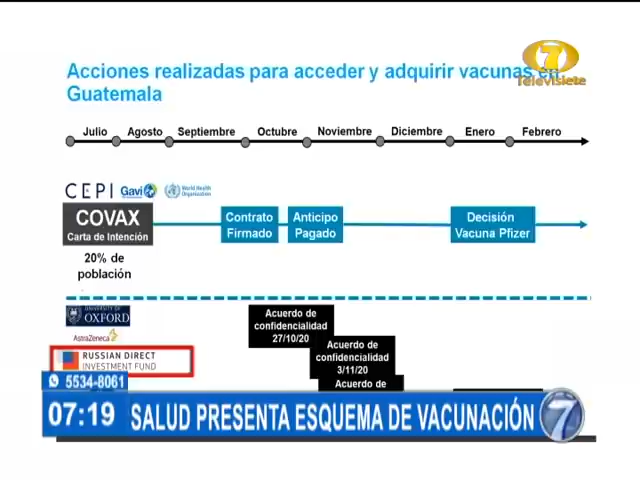 Acciones realizadas para acceder y adquirir vacunas en
Guatemala
7
Televisiete
Julio Agosto Septiembre Octubre Noviembre Diciembre Enero Febrero
CEPI Gavi World Health
Organization
COVAX
Carta de Intención
Contrato
Firmado
Anticipo
Pagado
Decisión
Vacuna Pfizer
20% de
población
UNIVERSITY OF
OXFORD
AstraZeneca
RUSSIAN DIRECT
INVESTMENT FUND
Acuerdo de
confidencialidad
27/10/20
Acuerdo de
confidencialidad
3/11/20
Acuerdo de
5534-8061
07:19 SALUD PRESENTA ESQUEMA DE VACUNACIÓN 7